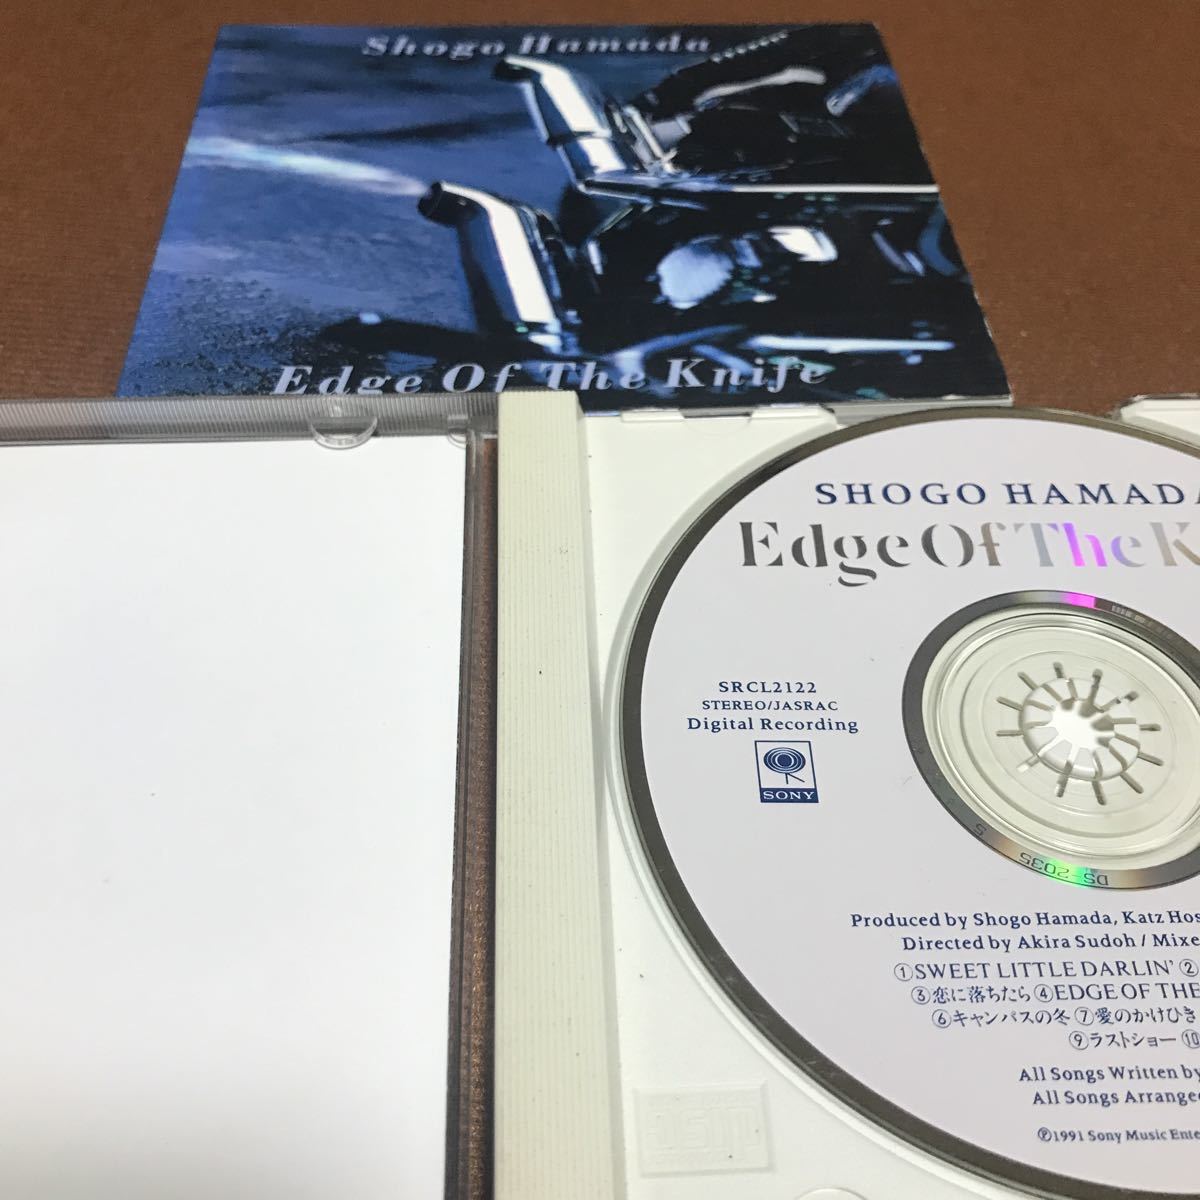 Shogo Hamada
Edge Of The Knife
SHOGO HAMADA
Edge Of The K
SRCL2122
STEREO/JASRAC
Digital Recording
SONY
DS-2035 S
Produced by Shogo Hamada, Katz Hos
Directed by Akira Sudoh / Mixe
①SWEET LITTLE DARLIN' ②
③恋に落ちたら ④EDGE OF THE
⑥キャンパスの冬 ⑦愛のかけひき
⑨ラストショー ⑩
All Songs Written by
All Songs Arrange
Ⓟ1991 Sony Music Ente